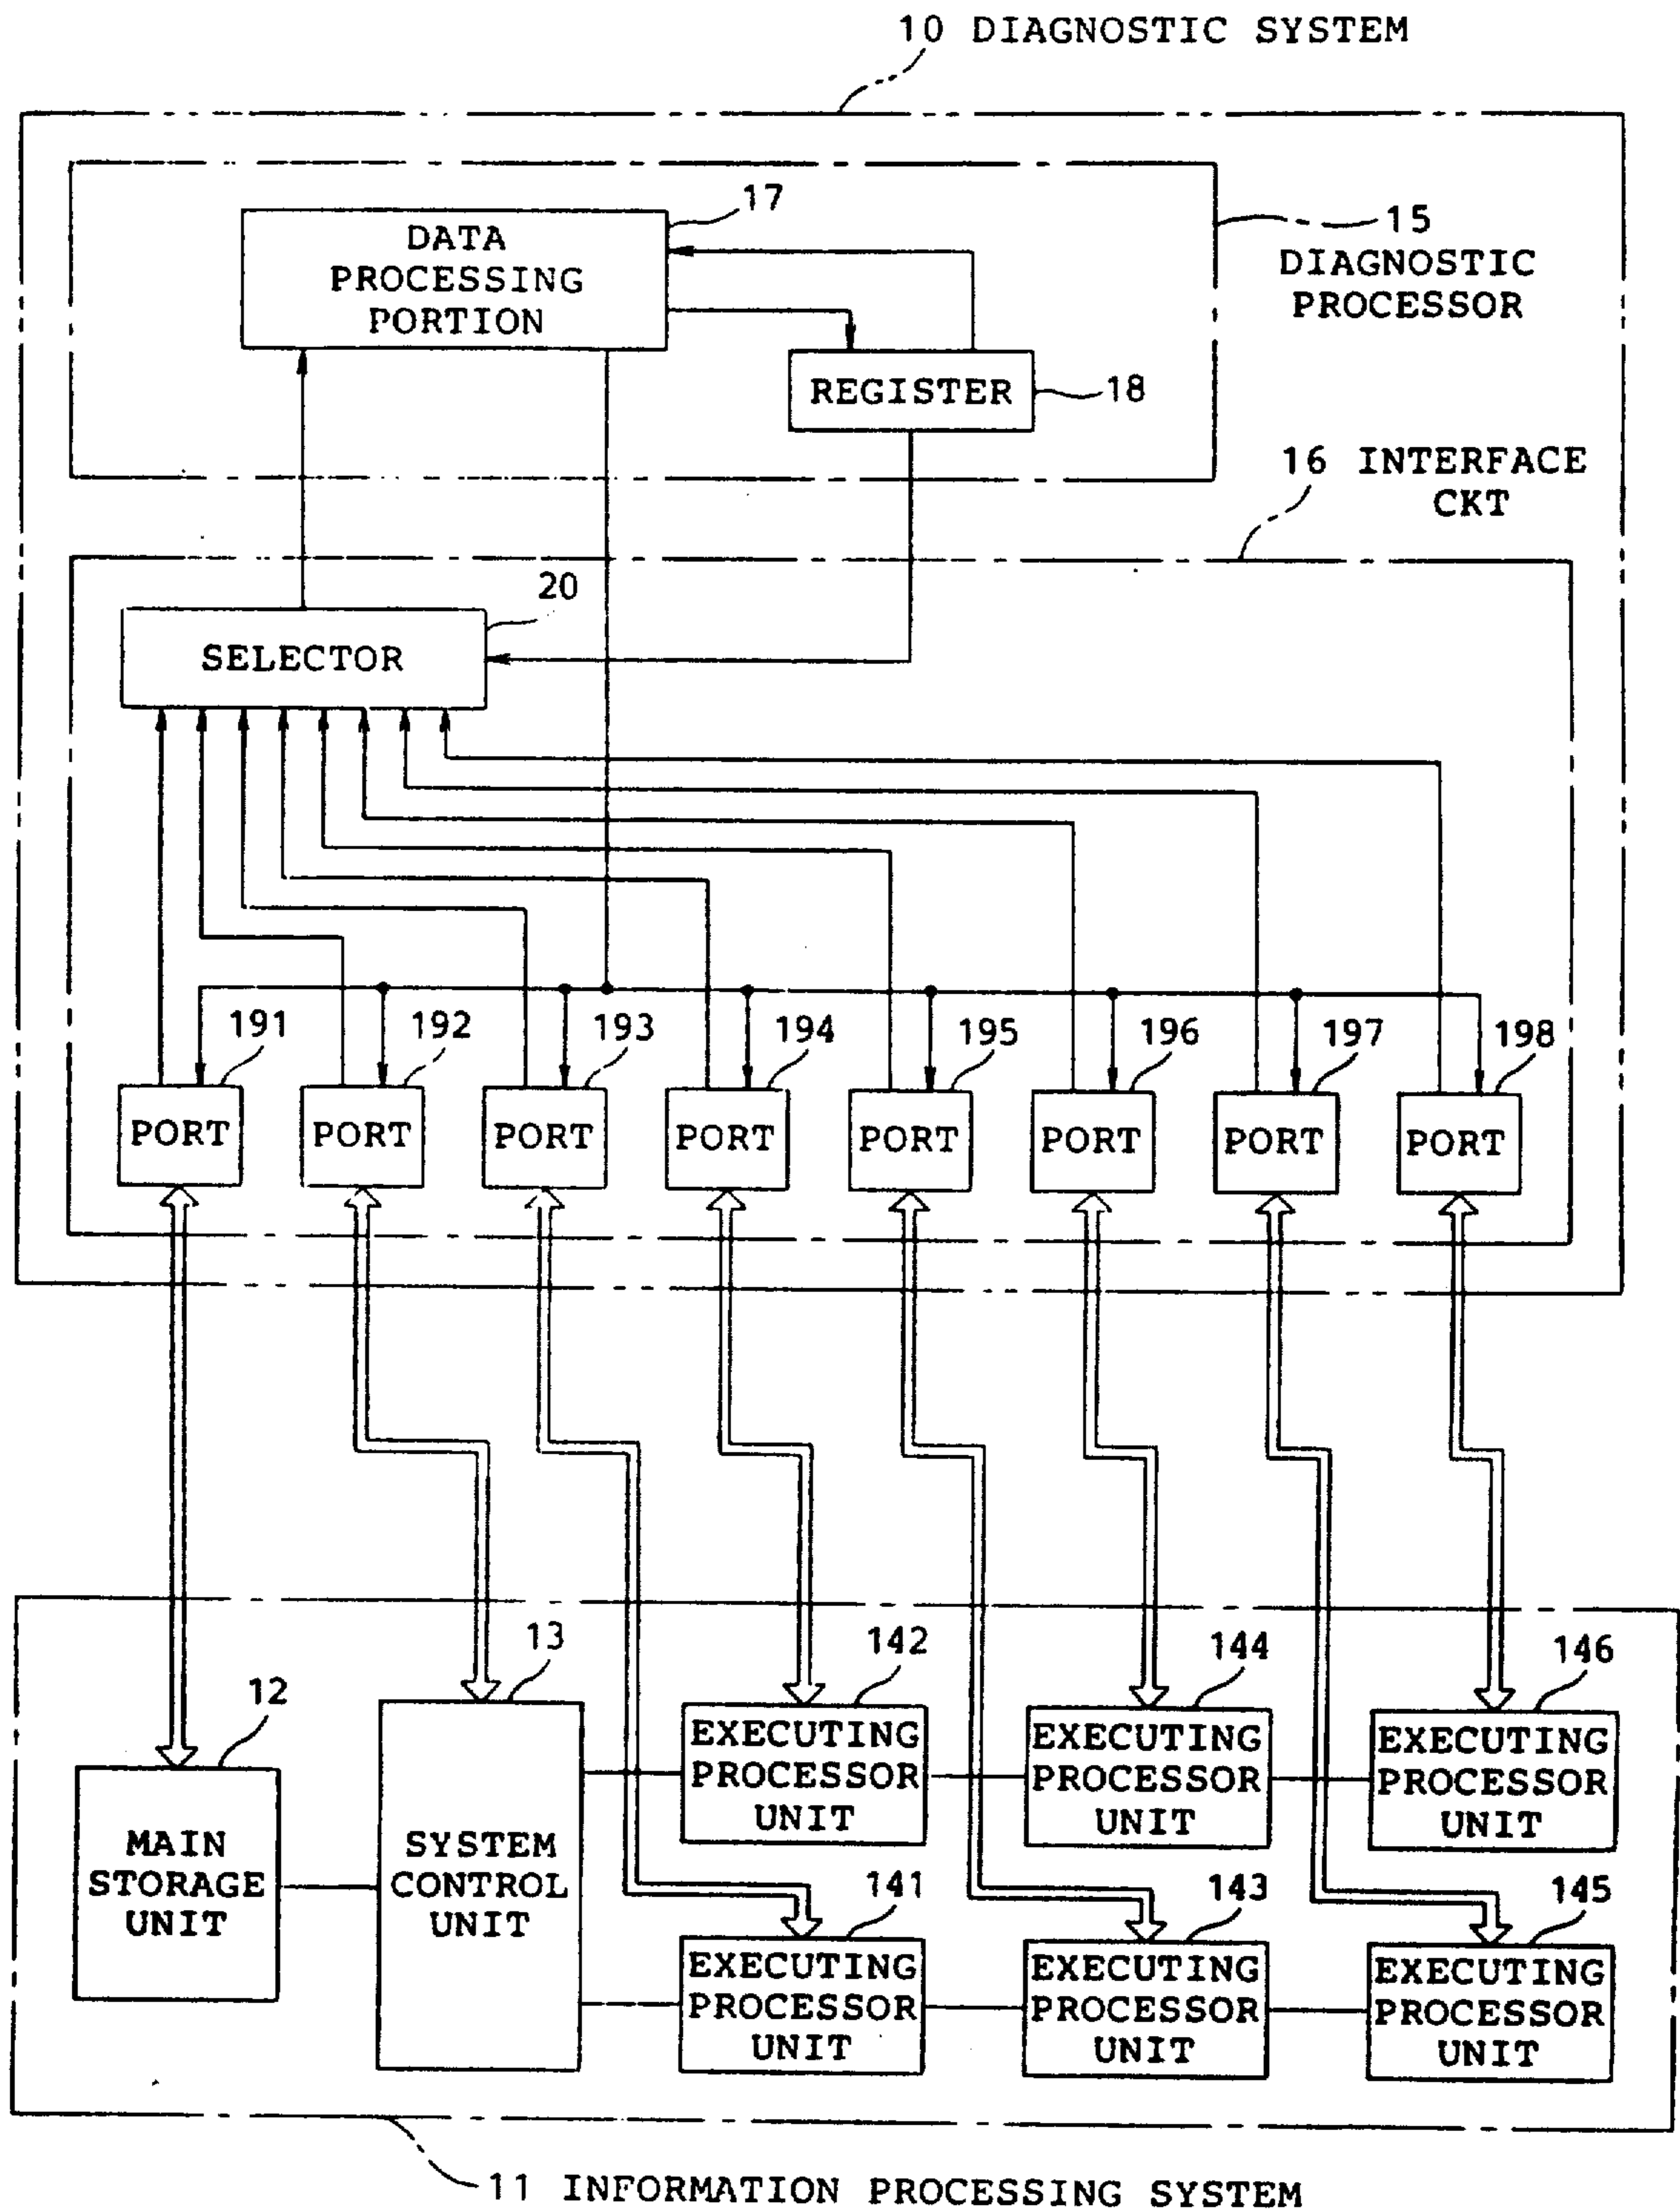 10 DIAGNOSTIC SYSTEM
17
DATA
PROCESSING
PORTION
15
DIAGNOSTIC
PROCESSOR
REGISTER
18
16 INTERFACE
CKT
20
SELECTOR
191
192
193
194
195
196
197
198
PORT
PORT
PORT
PORT
PORT
PORT
PORT
PORT
12
MAIN
STORAGE
UNIT
13
SYSTEM
CONTROL
UNIT
142
EXECUTING
PROCESSOR
UNIT
144
EXECUTING
PROCESSOR
UNIT
146
EXECUTING
PROCESSOR
UNIT
141
EXECUTING
PROCESSOR
UNIT
143
EXECUTING
PROCESSOR
UNIT
145
EXECUTING
PROCESSOR
UNIT
11 INFORMATION PROCESSING SYSTEM